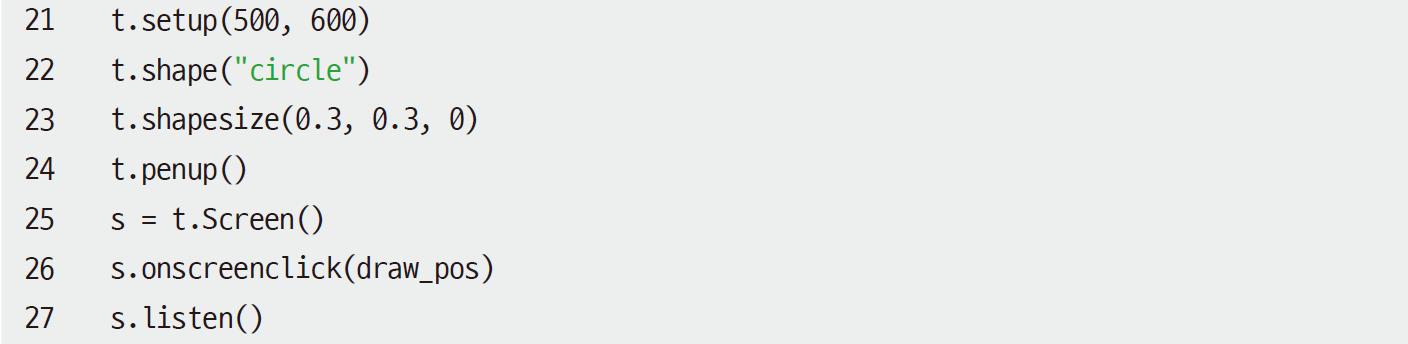 21 t.setup(500, 600)
22 t.shape("circle")
23 t.shapesize(0.3, 0.3, 0)
24 t.penup()
25 s = t.Screen()
26 s.onscreenclick(draw_pos)
27 s.listen()